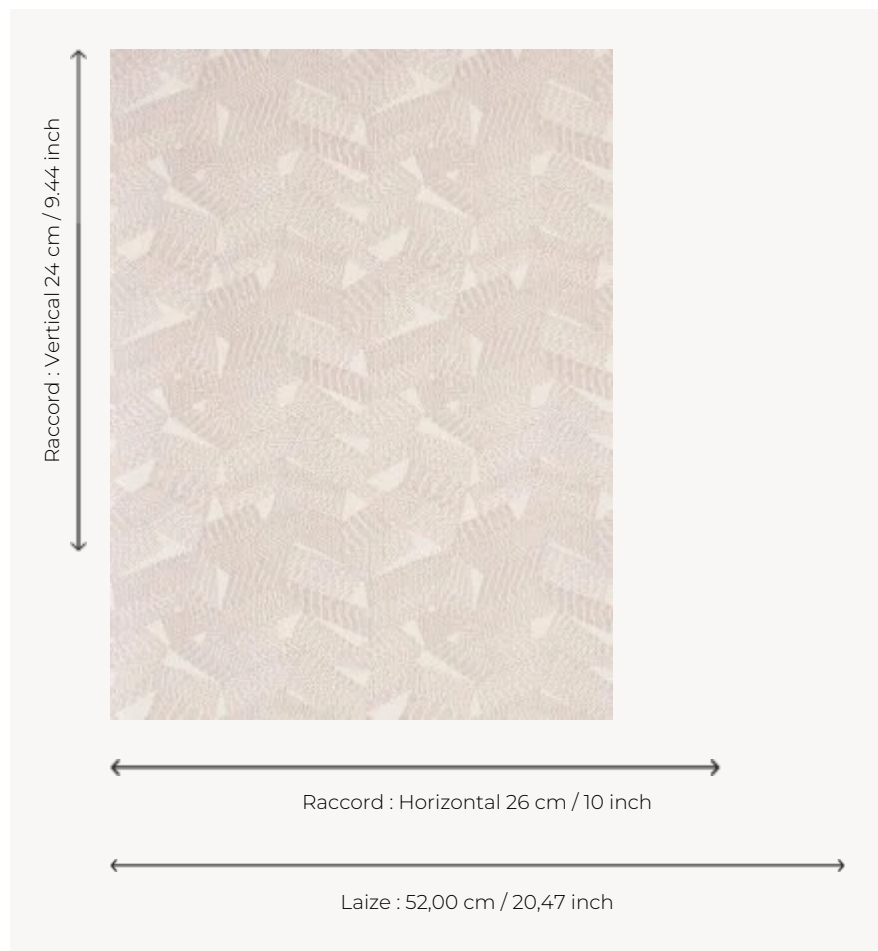 Raccord : Vertical 24 cm / 9.44 inch
Raccord : Horizontal 26 cm / 10 inch
Laize : 52,00 cm / 20,47 inch